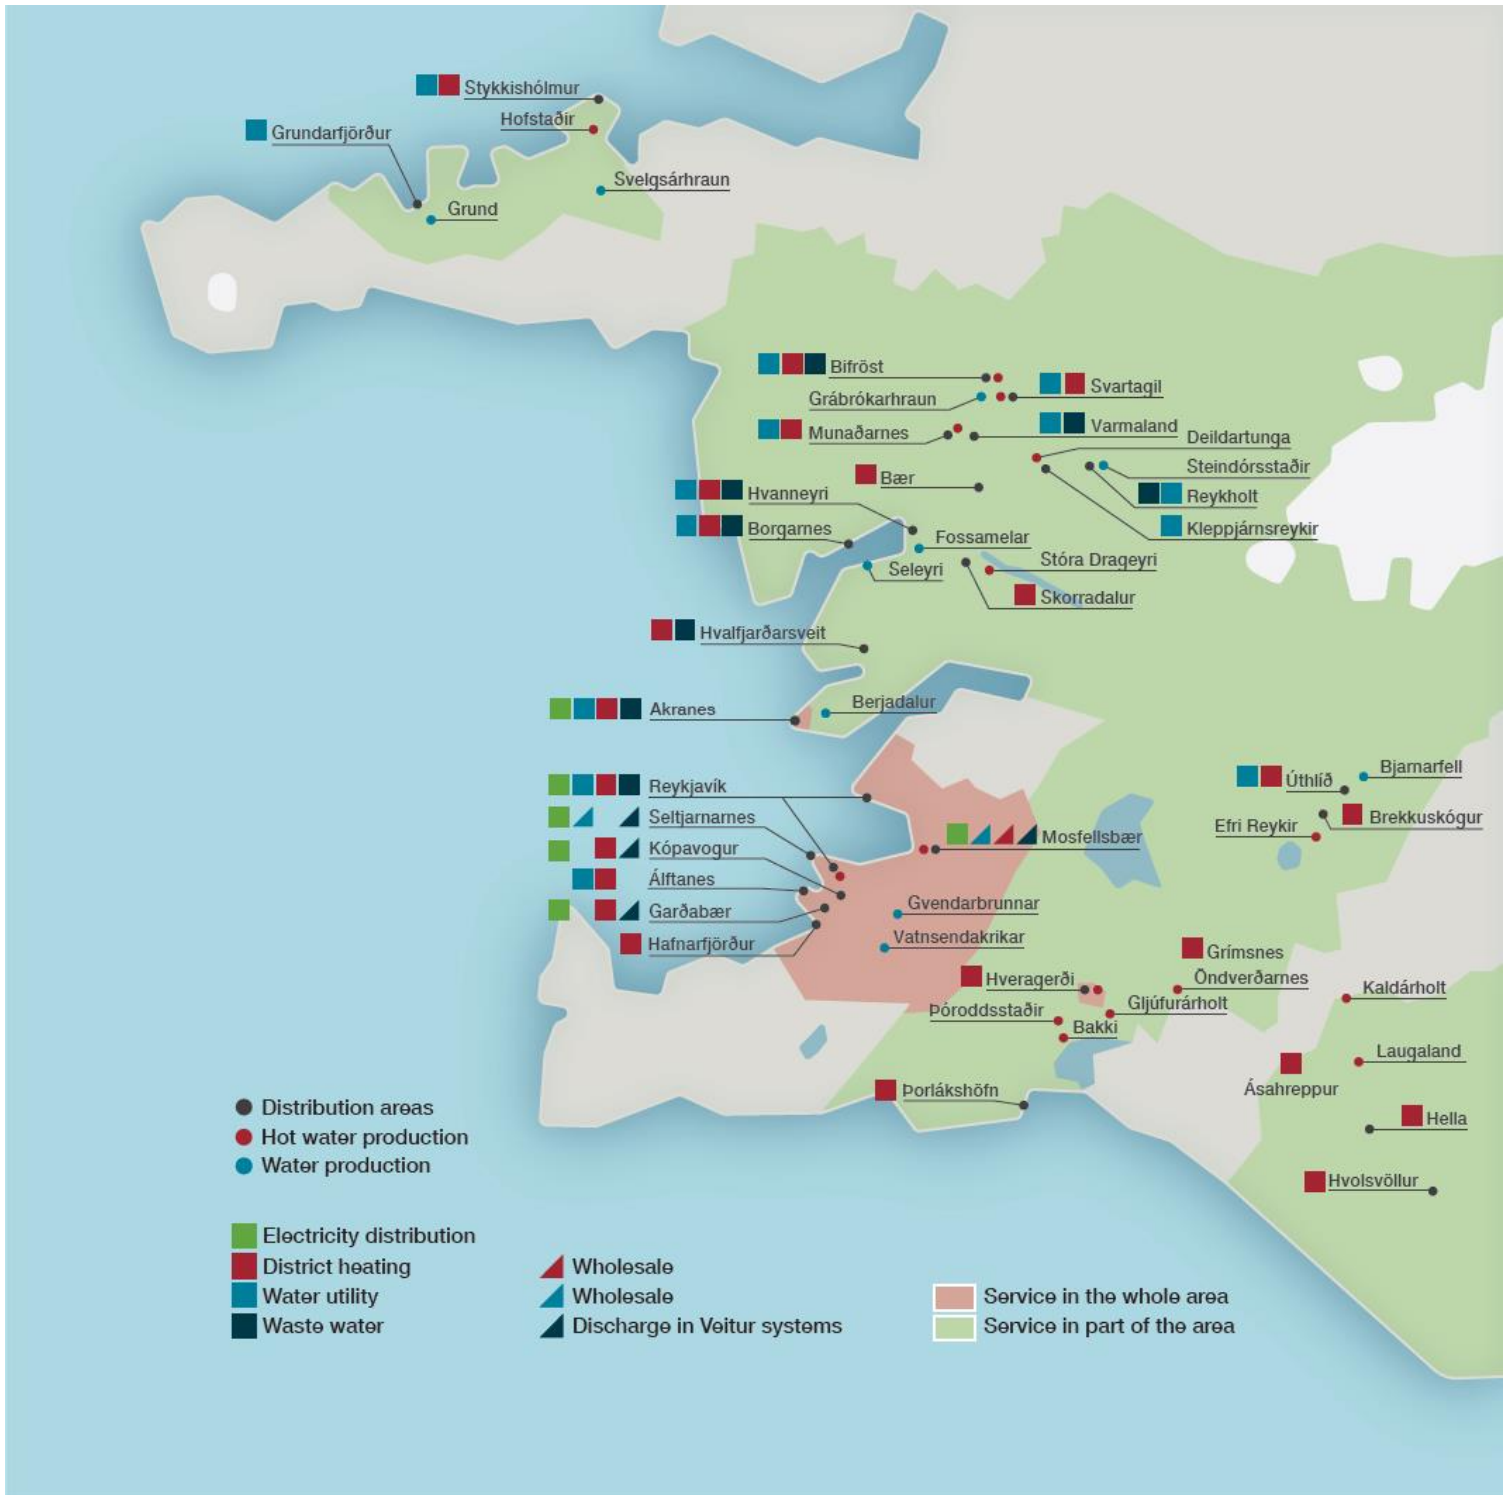 Stykkishólmur
Hofstaðir
Grundarfjörður
Svelgsárhraun
Grund
Bifröst
Svartagil
Grábrókarhraun
Varmaland
Munaðarnes
Deildartunga
Steindórsstaðir
Bær
Hvanneyri
Reykholt
Borgarnes
Kleppjárnsreykir
Fossamelar
Stóra Drageyri
Seleyri
Skorradalur
Hvalfjarðarsveit
Berjadalur
Akranes
Bjarnarfell
Úthlíð
Reykjavík
Seltjarnarnes
Brekkuskógur
Efri Reykir
Mosfellsbær
Kópavogur
Álftanes
Gvendarbrunnar
Garðabær
Vatnsendakrikar
Hafnarfjörður
Grímsnes
Hveragerði
Öndverðarnes
Kaldárholt
Gljúfurárholt
Þóroddsstaðir
Bakki
Laugaland
Ásahreppur
Þorlákshöfn
Hella
Hvolsvöllur
Distribution areas
Hot water production
Water production
Electricity distribution
District heating
Water utility
Waste water
Wholesale
Wholesale
Discharge in Veitur systems
Service in the whole area
Service in part of the area